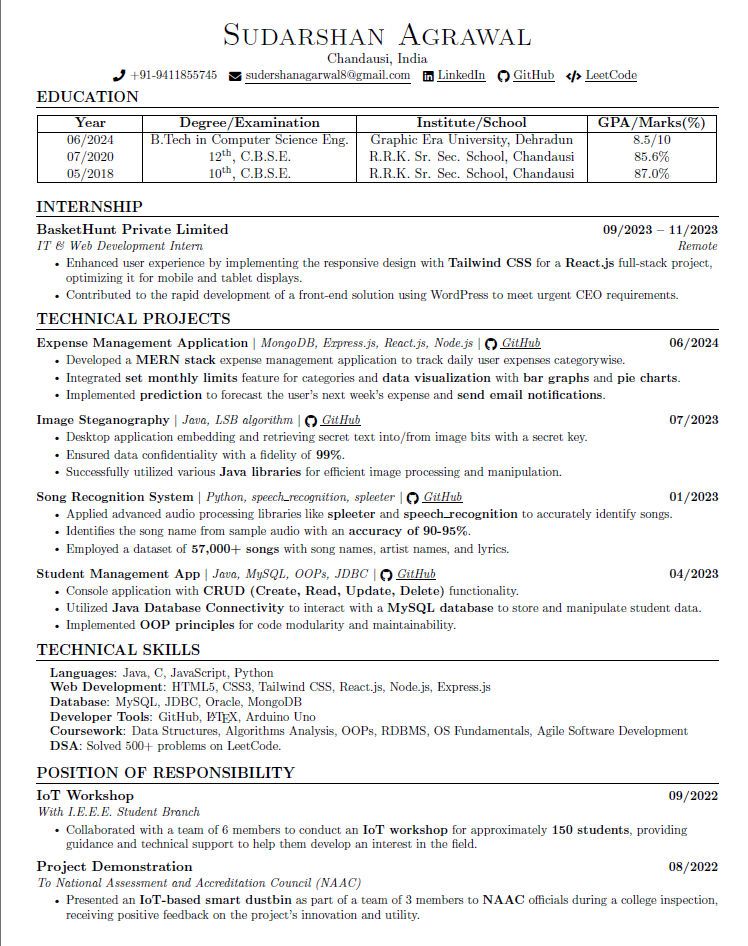 Sudarshan Agrawal
Chandausi, India
+91-9411855745 sudershanagarwal8@gmail.com LinkedIn GitHub LeetCode
EDUCATION
Year Degree/Examination Institute/School GPA/Marks(%)
06/2024 B.Tech in Computer Science Eng. Graphic Era University, Dehradun 8.5/10
07/2020 12th, C.B.S.E. R.R.K. Sr. Sec. School, Chandausi 85.6%
05/2018 10th, C.B.S.E. R.R.K. Sr. Sec. School, Chandausi 87.0%
INTERNSHIP
BasketHunt Private Limited 09/2023 – 11/2023
IT & Web Development Intern Remote
• Enhanced user experience by implementing the responsive design with Tailwind CSS for a React.js full-stack project,
optimizing it for mobile and tablet displays.
• Contributed to the rapid development of a front-end solution using WordPress to meet urgent CEO requirements.
TECHNICAL PROJECTS
Expense Management Application | MongoDB, Express.js, React.js, Node.js | GitHub 06/2024
• Developed a MERN stack expense management application to track daily user expenses categorywise.
• Integrated set monthly limits feature for categories and data visualization with bar graphs and pie charts.
• Implemented prediction to forecast the user's next week's expense and send email notifications.
Image Steganography | Java, LSB algorithm | GitHub 07/2023
• Desktop application embedding and retrieving secret text into/from image bits with a secret key.
• Ensured data confidentiality with a fidelity of 99%.
• Successfully utilized various Java libraries for efficient image processing and manipulation.
Song Recognition System | Python, speech_recognition, spleeter | GitHub 01/2023
• Applied advanced audio processing libraries like spleeter and speech_recognition to accurately identify songs.
• Identifies the song name from sample audio with an accuracy of 90-95%.
• Employed a dataset of 57,000+ songs with song names, artist names, and lyrics.
Student Management App | Java, MySQL, OOPs, JDBC | GitHub 04/2023
• Console application with CRUD (Create, Read, Update, Delete) functionality.
• Utilized Java Database Connectivity to interact with a MySQL database to store and manipulate student data.
• Implemented OOP principles for code modularity and maintainability.
TECHNICAL SKILLS
Languages: Java, C, JavaScript, Python
Web Development: HTML5, CSS3, Tailwind CSS, React.js, Node.js, Express.js
Database: MySQL, JDBC, Oracle, MongoDB
Developer Tools: GitHub, LATEX, Arduino Uno
Coursework: Data Structures, Algorithms Analysis, OOPs, RDBMS, OS Fundamentals, Agile Software Development
DSA: Solved 500+ problems on LeetCode.
POSITION OF RESPONSIBILITY
IoT Workshop 09/2022
With I.E.E.E. Student Branch
• Collaborated with a team of 6 members to conduct an IoT workshop for approximately 150 students, providing
guidance and technical support to help them develop an interest in the field.
Project Demonstration 08/2022
To National Assessment and Accreditation Council (NAAC)
• Presented an IoT-based smart dustbin as part of a team of 3 members to NAAC officials during a college inspection,
receiving positive feedback on the project's innovation and utility.